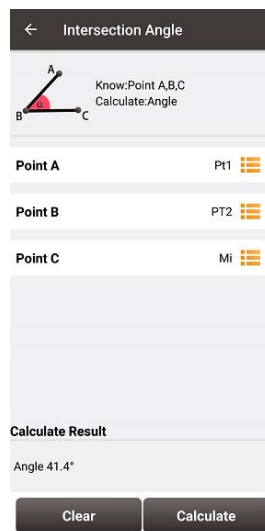 ← Intersection Angle
A
Know:Point A,B,C
Calculate:Angle
α
B
C
Point A Pt1
Point B PT2
Point C Mi
Calculate Result
Angle 41.4°
Clear Calculate